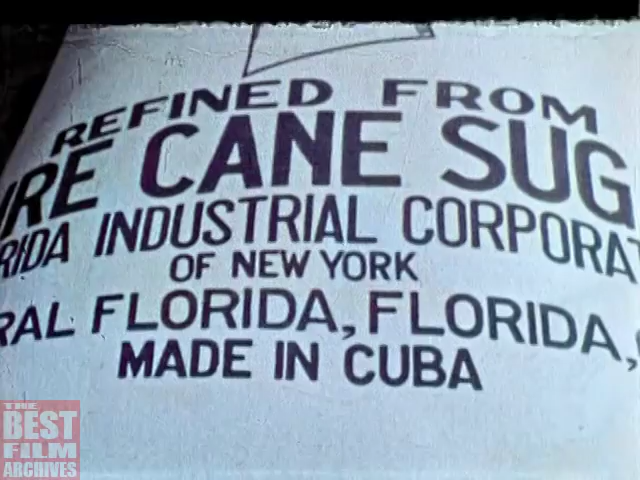 REFINED FROM
URE CANE SUG
RIDA INDUSTRIAL CORPORAT
OF NEW YORK
RAL FLORIDA, FLORIDA,
MADE IN CUBA
THE
BEST
FILM
ARCHIVES